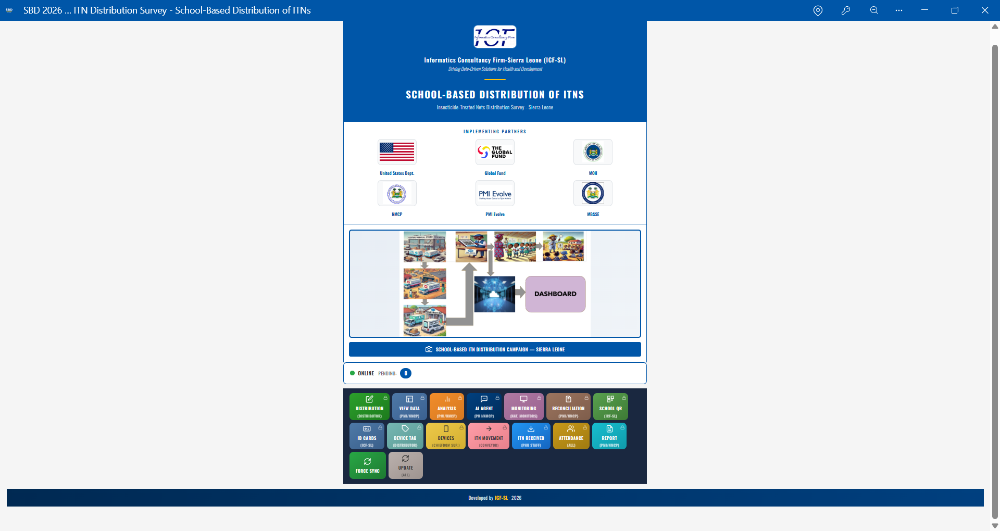 SBD 2026 ... ITN Distribution Survey - School-Based Distribution of ITNs
SBD
ICF
Informatics Consultancy Firm
Informatics Consultancy Firm-Sierra Leone (ICF-SL)
Driving Data-Driven Solutions for Health and Development
SCHOOL-BASED DISTRIBUTION OF ITNS
Insecticide-Treated Nets Distribution Survey - Sierra Leone
IMPLEMENTING PARTNERS
THE GLOBAL FUND
United States Dept.
Global Fund
MOH
PMI Evolve
NMCP
PMI Evolve
MBSSE
CENTRAL MEDICAL STORE
DASHBOARD
SCHOOL-BASED ITN DISTRIBUTION CAMPAIGN — SIERRA LEONE
ONLINE PENDING: 0
DISTRIBUTION
(DISTRIBUTOR)
VIEW DATA
(PMI/NMCP)
ANALYSIS
(PMI/NMCP)
AI AGENT
(PMI/NMCP)
MONITORING
(NAT. MONITORS)
RECONCILIATION
(PMI/NMCP)
SCHOOL QR
(ICF-SL)
ID CARDS
(ICF-SL)
DEVICE TAG
(DISTRIBUTOR)
DEVICES
(CHIEFDOM SUP.)
ITN MOVEMENT
(CONVEYOR)
ITN RECEIVED
(PHU STAFF)
ATTENDANCE
(ALL)
REPORT
(PMI/NMCP)
FORCE SYNC
UPDATE
(ALL)
Developed by ICF-SL · 2026